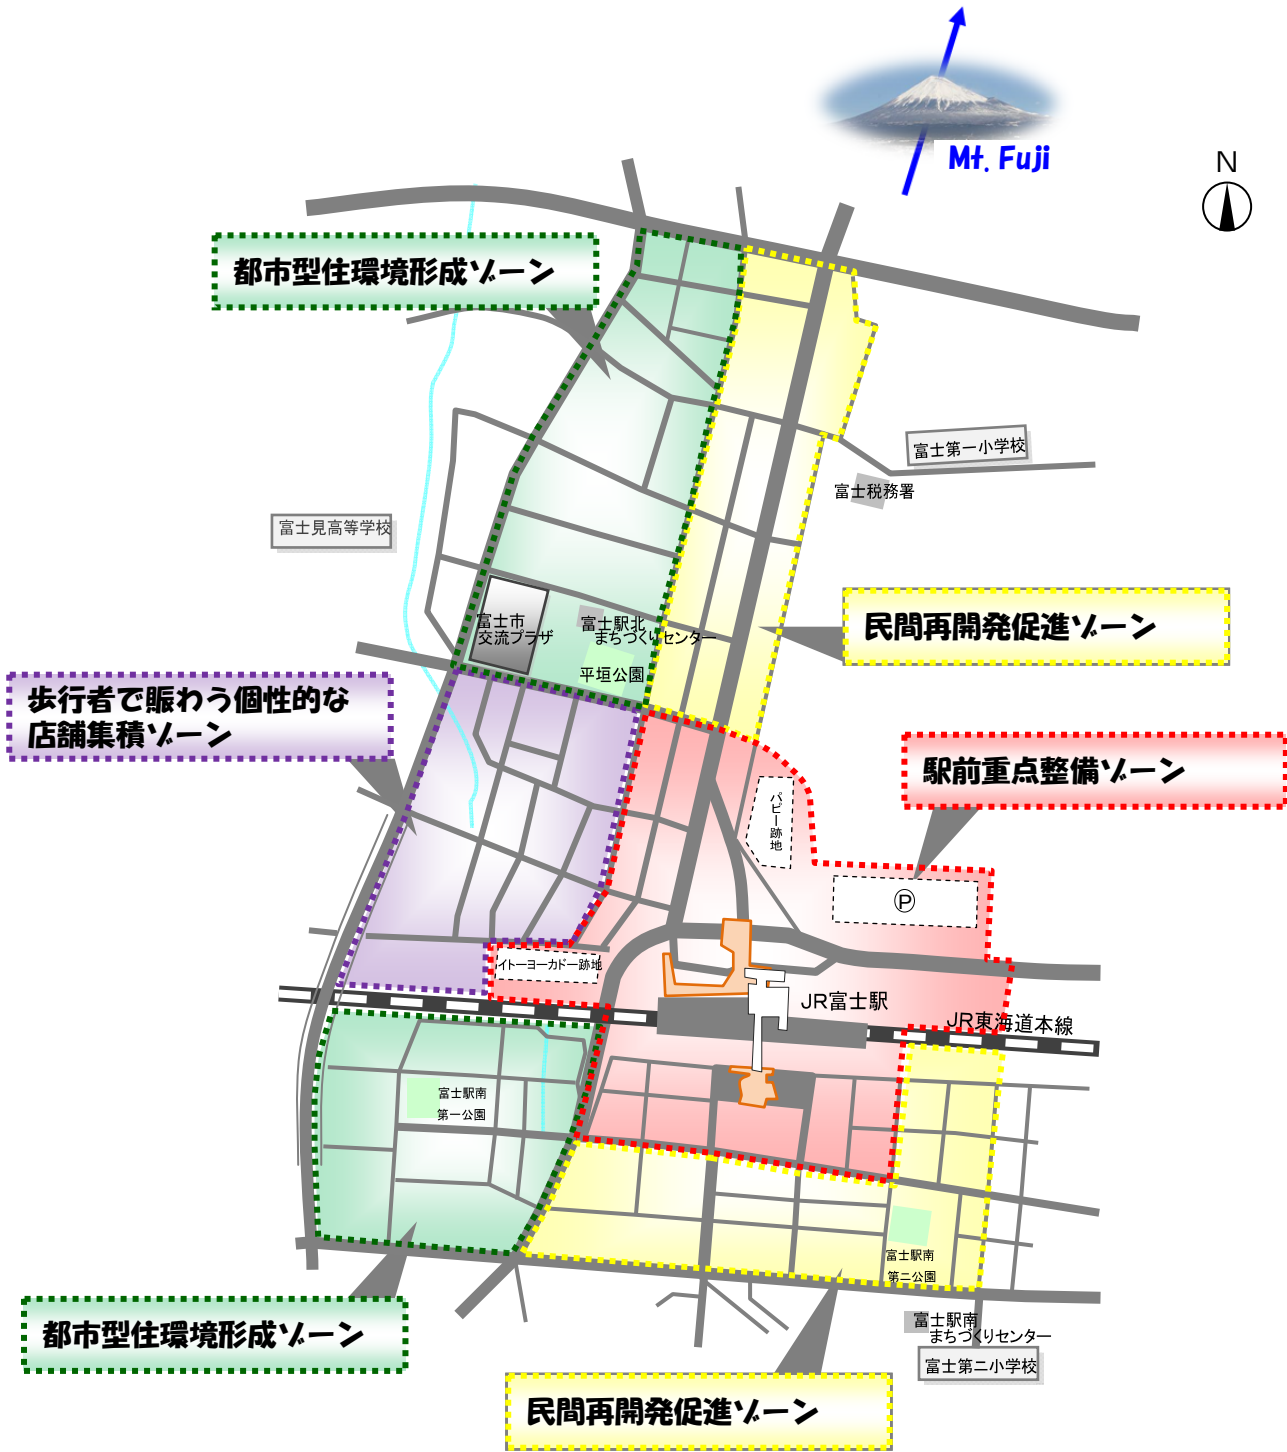 Mt. Fuji
N
都市型住環境形成ゾーン
富士第一小学校
富士税務署
富士見高等学校
民間再開発促進ゾーン
富士市
交流プラザ
富士駅北
まちづくりセンター
平垣公園
歩行者で賑わう個性的な
店舗集積ゾーン
駅前重点整備ゾーン
パピー跡地
P
イトーヨーカドー跡地
JR富士駅
JR東海道本線
富士駅南
第一公園
富士駅南
第二公園
都市型住環境形成ゾーン
富士駅南
まちづくりセンター
富士第二小学校
民間再開発促進ゾーン